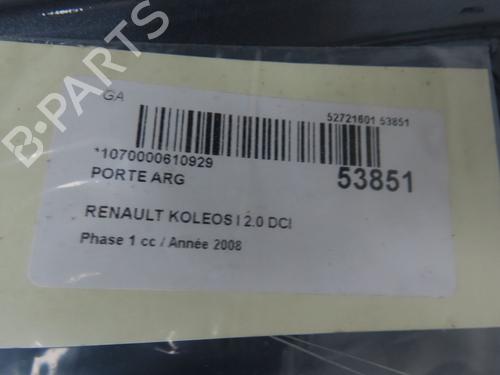 GA
52721601 53851
*1070000610929
53851
PORTE ARG
RENAULT KOLEOS I 2.0 DCI
Phase 1 cc / Année 2008
B-PARTS